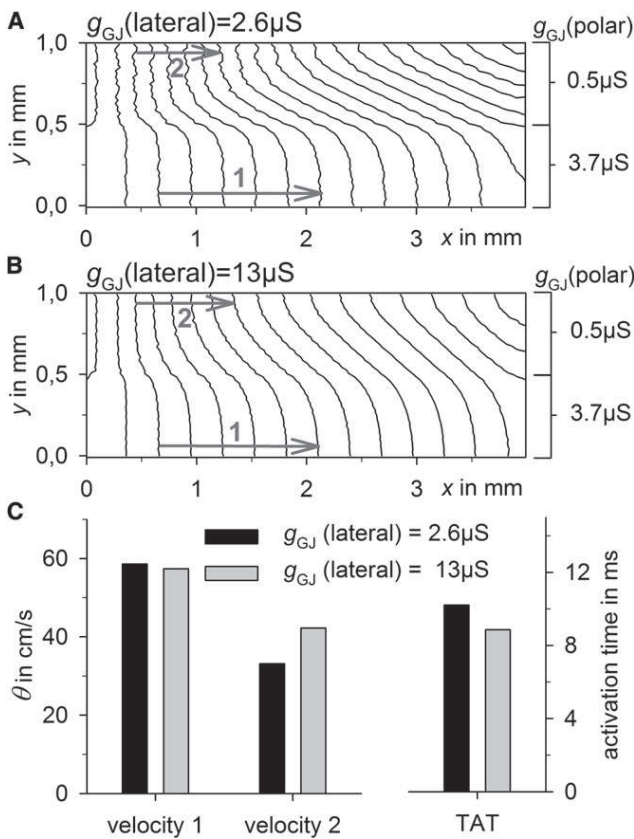 A
g_GJ(lateral)=2.6µS
g_GJ(polar)
1,0
0.5µS
2
y in mm
0,5
3.7µS
1
0,0
0 1 2 3 x in mm
B
g_GJ(lateral)=13µS
g_GJ(polar)
1,0
0.5µS
2
y in mm
0,5
3.7µS
1
0,0
0 1 2 3 x in mm
C
g_GJ (lateral) = 2.6µS
g_GJ (lateral) = 13µS
60
40
20
0
θ in cm/s
12
8
4
0
activation time in ms
velocity 1 velocity 2 TAT